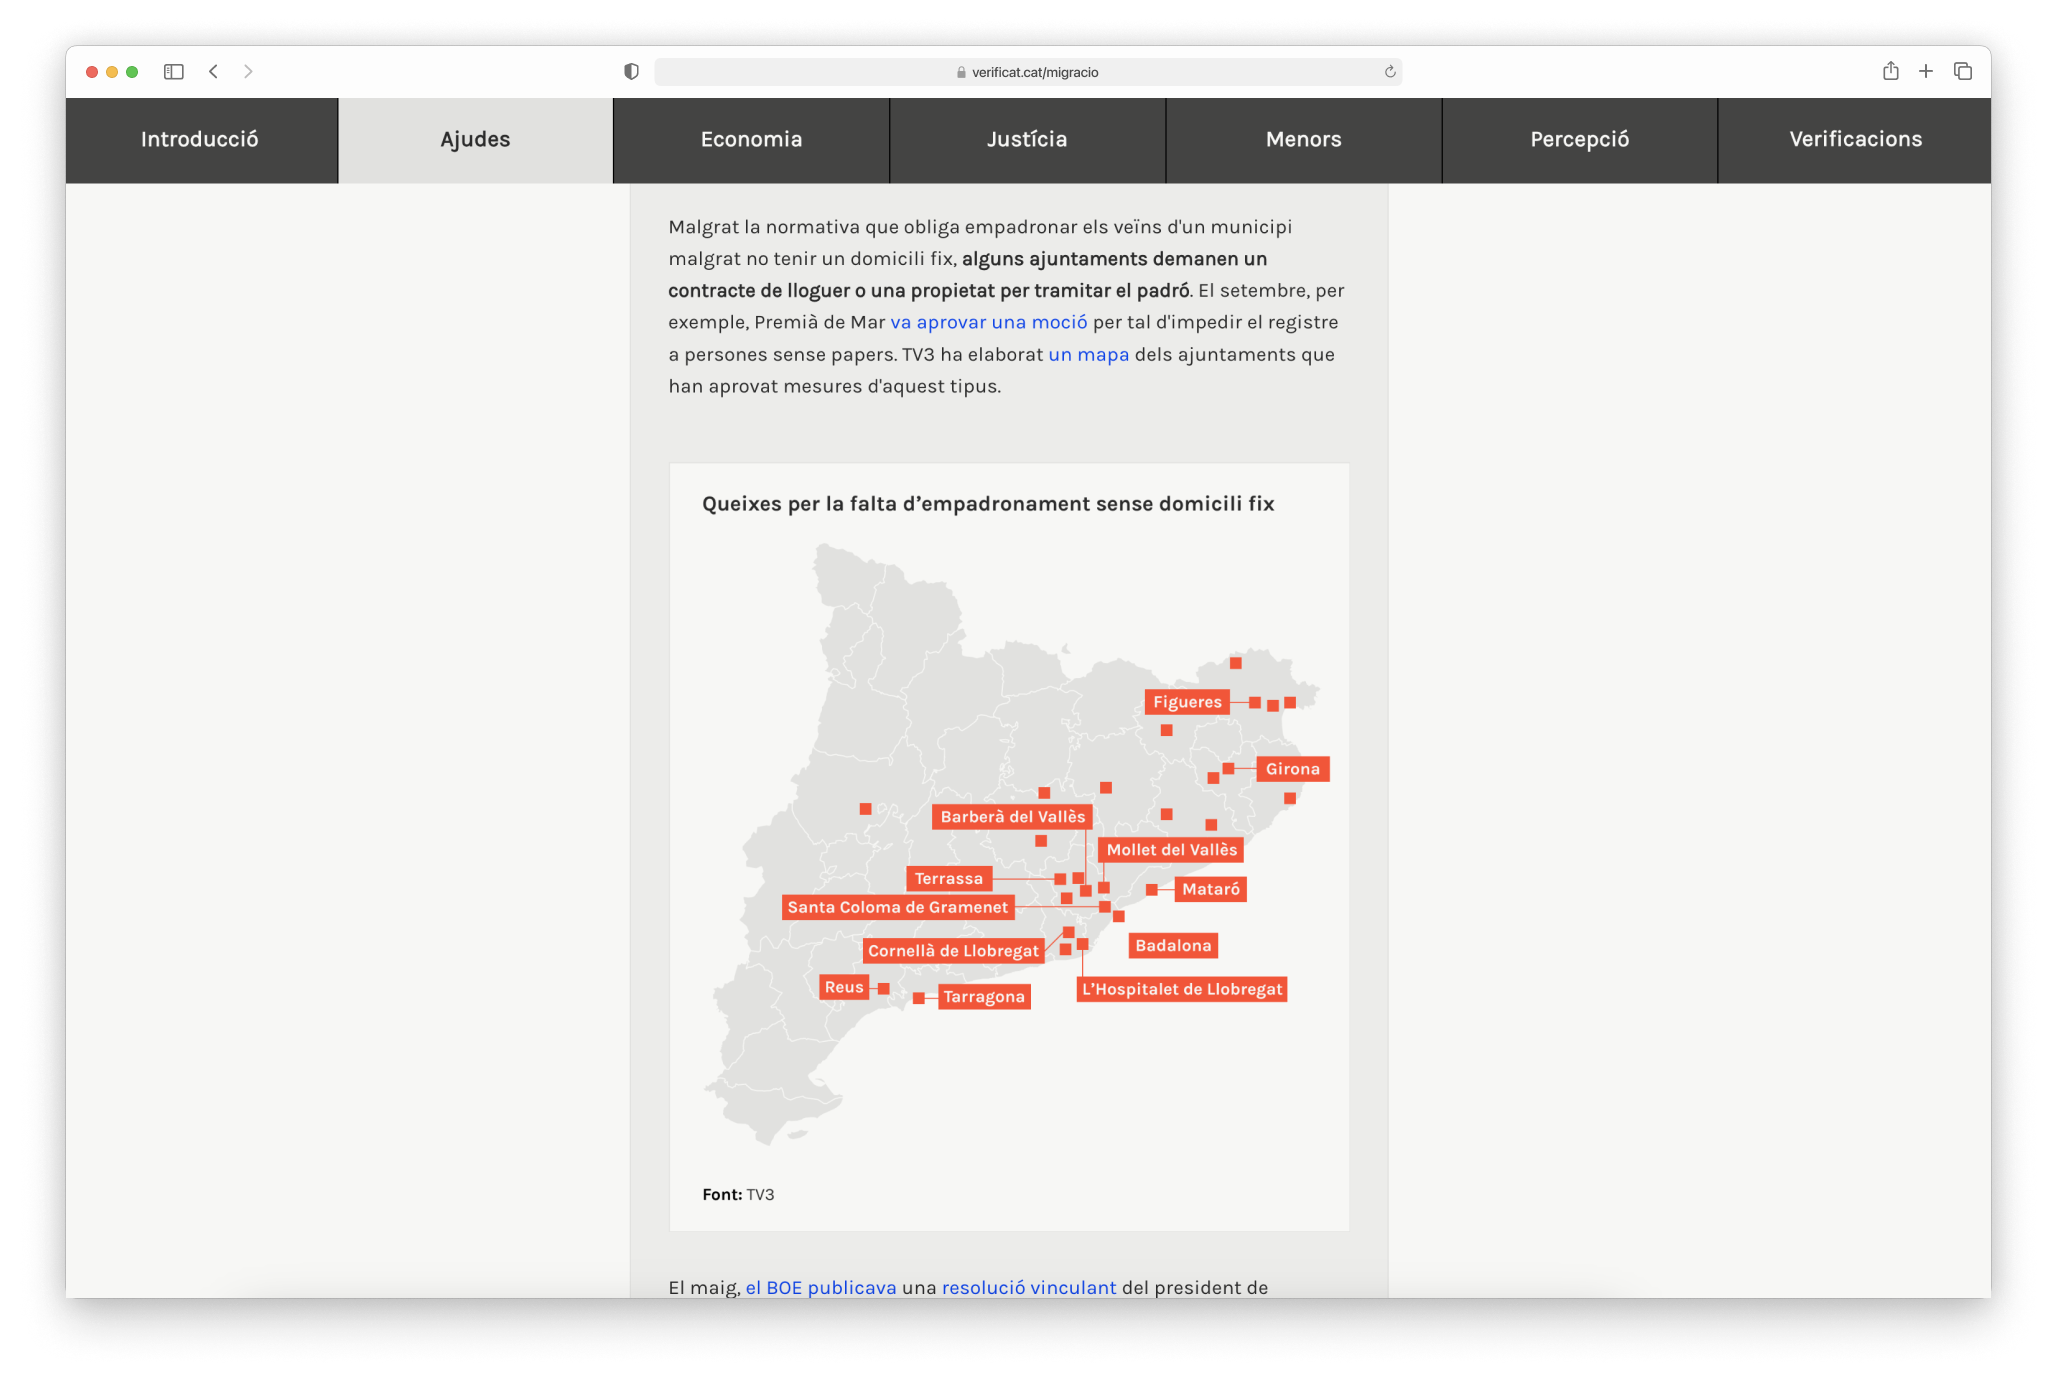 verificat.cat/migracio
Introducció
Ajudes
Economia
Justícia
Menors
Percepció
Verificacions
Malgrat la normativa que obliga empadronar els veïns d'un municipi
malgrat no tenir un domicili fix, alguns ajuntaments demanen un
contracte de lloguer o una propietat per tramitar el padró. El setembre, per
exemple, Premià de Mar va aprovar una moció per tal d'impedir el registre
a persones sense papers. TV3 ha elaborat un mapa dels ajuntaments que
han aprovat mesures d'aquest tipus.
Queixes per la falta d’empadronament sense domicili fix
Figueres
Girona
Barberà del Vallès
Mollet del Vallès
Terrassa
Mataró
Santa Coloma de Gramenet
Badalona
Cornellà de Llobregat
Reus
L’Hospitalet de Llobregat
Tarragona
Font: TV3
El maig, el BOE publicava una resolució vinculant del president de